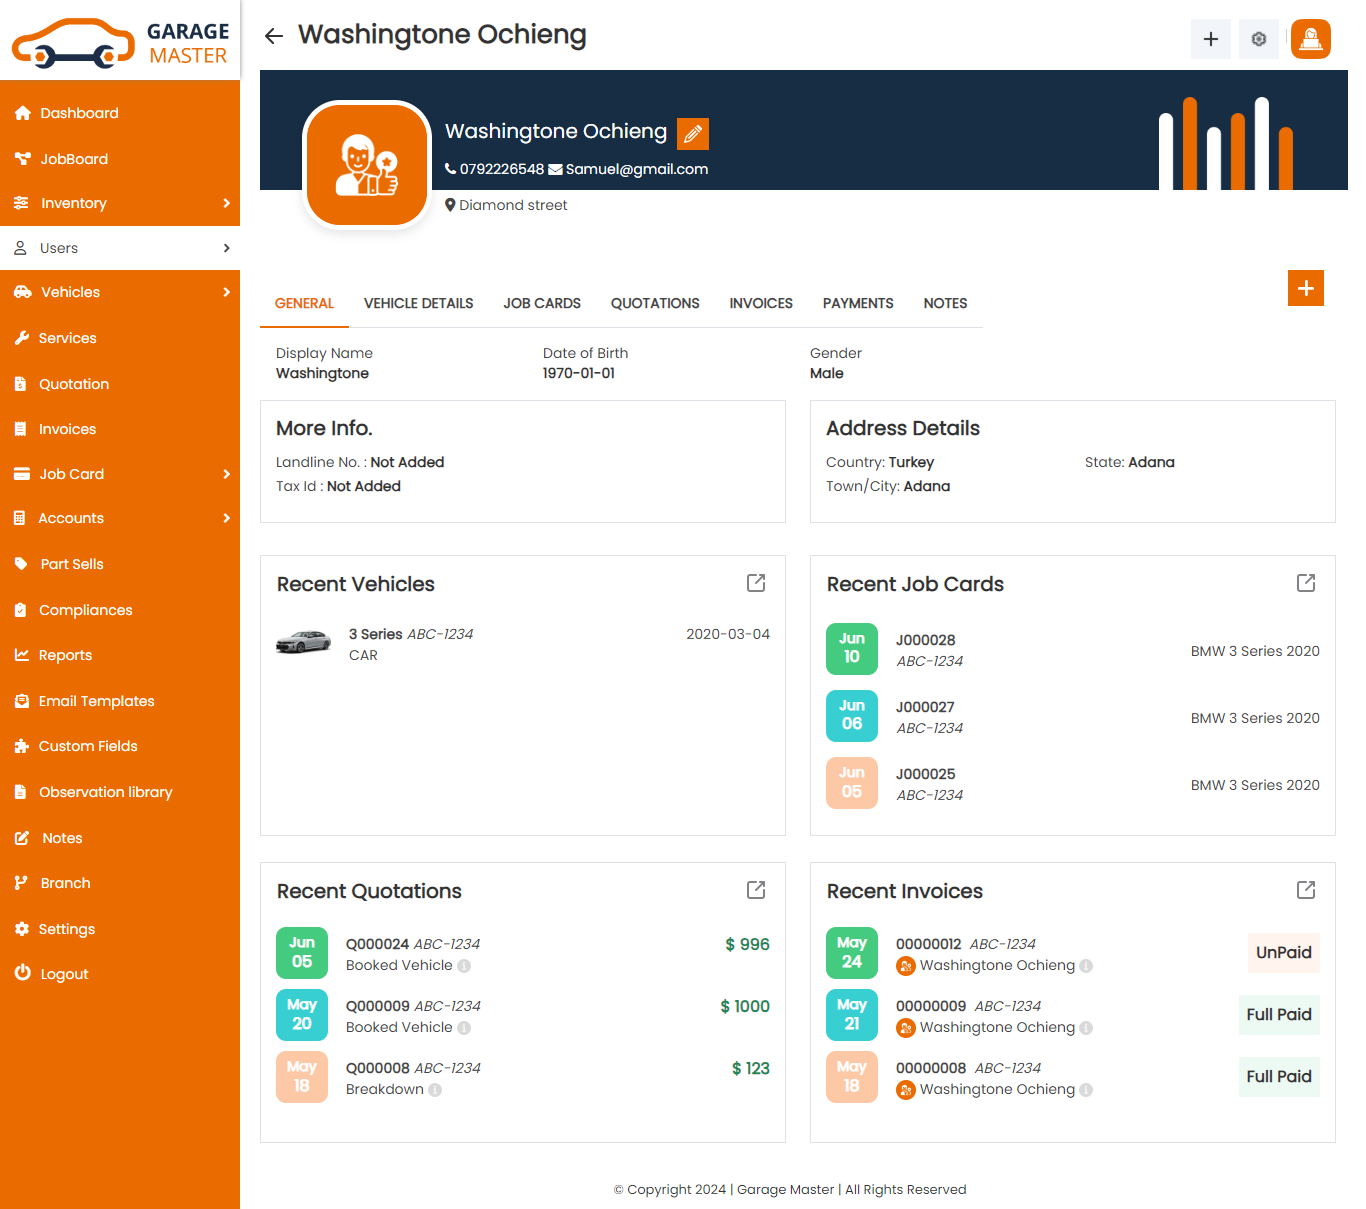 GARAGE
MASTER
Washingtone Ochieng
Dashboard
JobBoard
Inventory
Users
Vehicles
Services
Quotation
Invoices
Job Card
Accounts
Part Sells
Compliances
Reports
Email Templates
Custom Fields
Observation library
Notes
Branch
Settings
Logout
Washingtone Ochieng
0792226548 Samuel@gmail.com
Diamond street
GENERAL VEHICLE DETAILS JOB CARDS QUOTATIONS INVOICES PAYMENTS NOTES
Display Name Date of Birth Gender
Washingtone 1970-01-01 Male
More Info.
Landline No. : Not Added
Tax Id : Not Added
Address Details
Country: Turkey State: Adana
Town/City: Adana
Recent Vehicles
3 Series ABC-1234 2020-03-04
CAR
Recent Job Cards
Jun 10 J000028
ABC-1234 BMW 3 Series 2020
Jun 06 J000027
ABC-1234 BMW 3 Series 2020
Jun 05 J000025
ABC-1234 BMW 3 Series 2020
Recent Quotations
Jun 05 Q000024 ABC-1234 $ 996
Booked Vehicle
May 20 Q000009 ABC-1234 $ 1000
Booked Vehicle
May 18 Q000008 ABC-1234 $ 123
Breakdown
Recent Invoices
May 24 00000012 ABC-1234 UnPaid
Washingtone Ochieng
May 21 00000009 ABC-1234 Full Paid
Washingtone Ochieng
May 18 00000008 ABC-1234 Full Paid
Washingtone Ochieng
© Copyright 2024 | Garage Master | All Rights Reserved